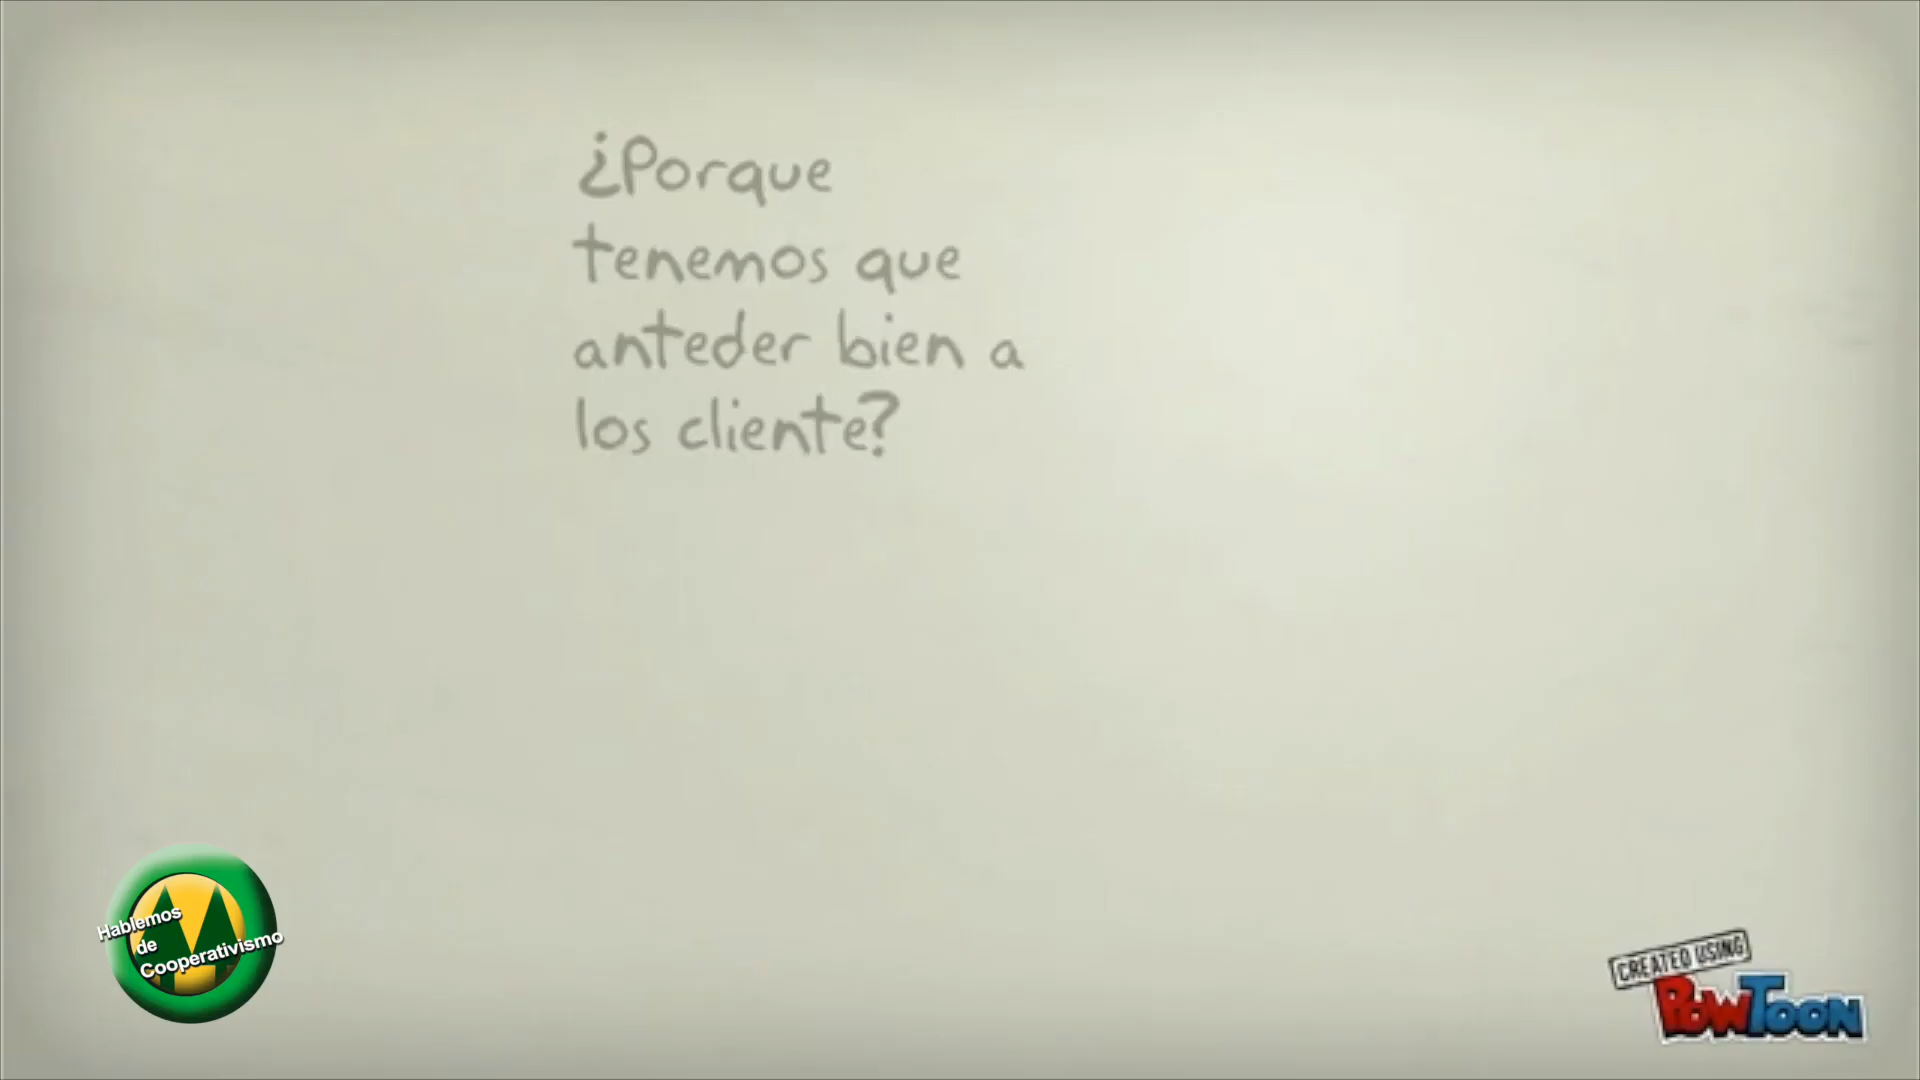 ¿Porque
tenemos que
anteder bien a
los cliente?
Hablemos
de
Cooperativismo
CREATED USING
POWTOON